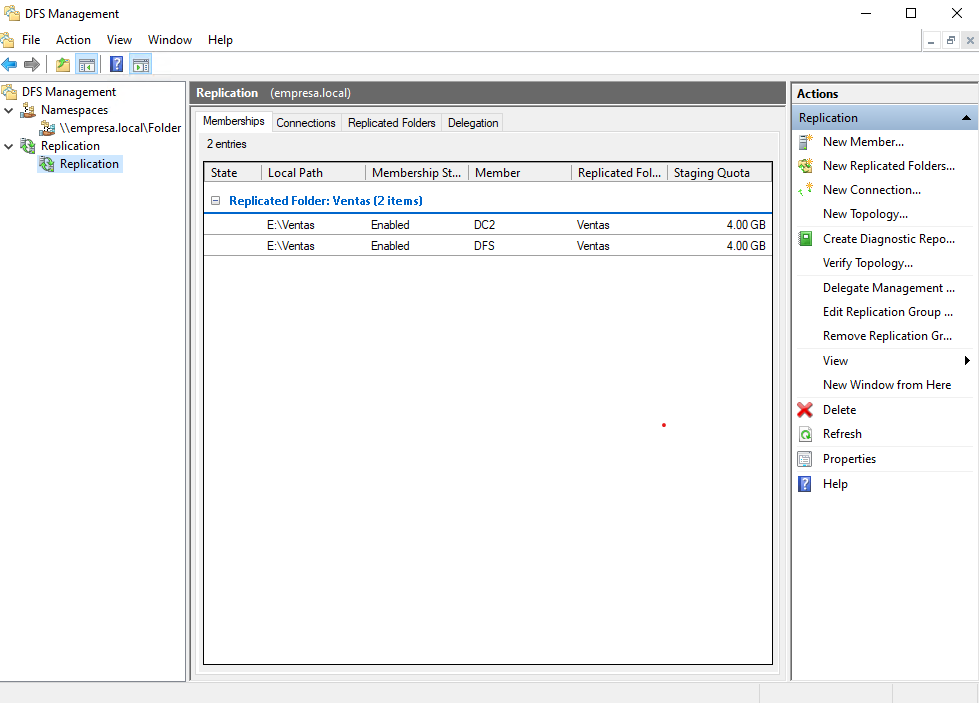 DFS Management
File Action View Window Help
DFS Management
Namespaces
\\empresa.local\Folder
Replication
Replication
Replication (empresa.local)
Memberships Connections Replicated Folders Delegation
2 entries
State Local Path Membership St... Member Replicated Fol... Staging Quota
Replicated Folder: Ventas (2 items)
E:\Ventas Enabled DC2 Ventas 4.00 GB
E:\Ventas Enabled DFS Ventas 4.00 GB
Actions
Replication
New Member...
New Replicated Folders...
New Connection...
New Topology...
Create Diagnostic Repo...
Verify Topology...
Delegate Management ...
Edit Replication Group ...
Remove Replication Gr...
View
New Window from Here
Delete
Refresh
Properties
Help